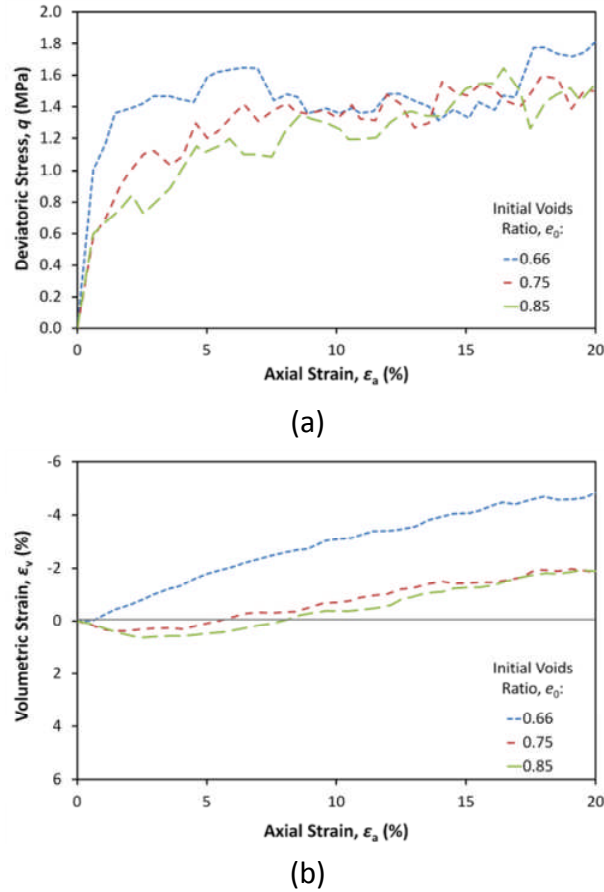 2.0
1.8
1.6
1.4
1.2
1.0
0.8
0.6
0.4
0.2
0.0
Deviatoric Stress, q (MPa)
Initial Voids
Ratio, e₀:
0.66
0.75
0.85
0 5 10 15 20
Axial Strain, εa (%)
(a)
-6
-4
-2
0
2
4
6
Volumetric Strain, εv (%)
Initial Voids
Ratio, e₀:
0.66
0.75
0.85
0 5 10 15 20
Axial Strain, εa (%)
(b)